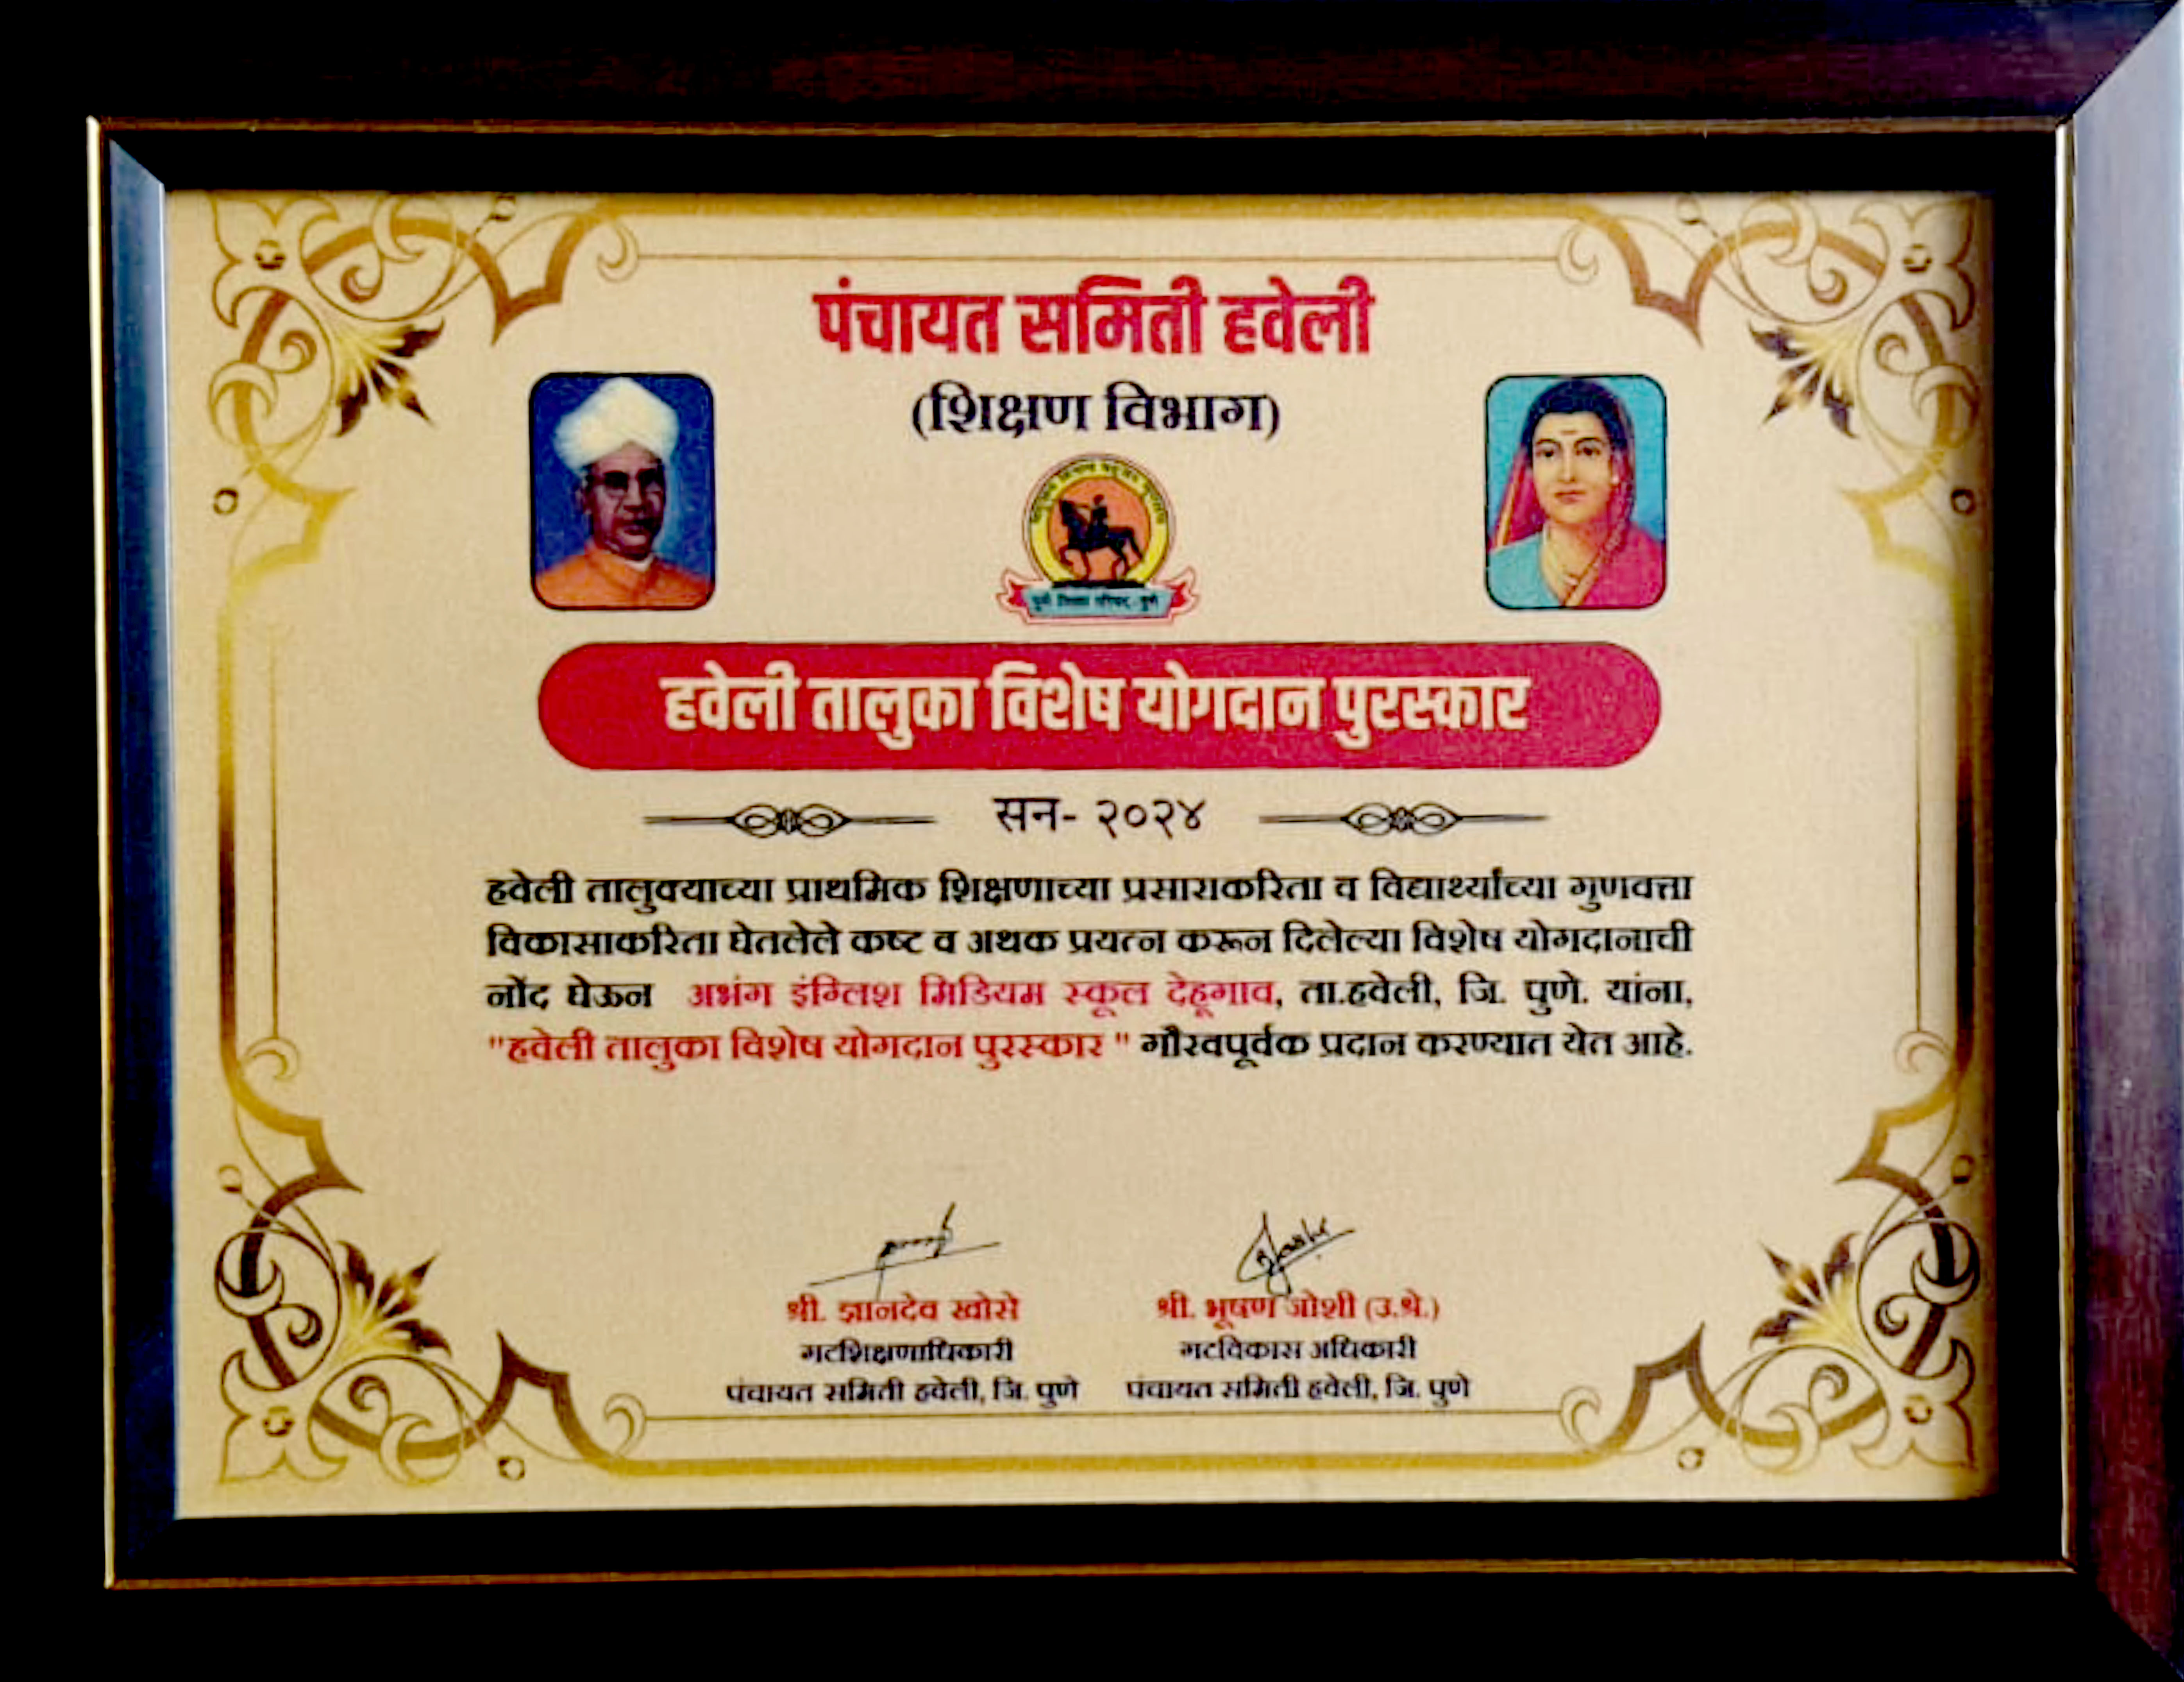 पंचायत समिती हवेली
(शिक्षण विभाग)
पुणे जिल्हा परिषद, पुणे
हवेली तालुका विशेष योगदान पुरस्कार
सन- २०२४
हवेली तालुक्याच्या प्राथमिक शिक्षणाच्या प्रसाराकरिता व विद्यार्थ्यांच्या गुणवत्ता
विकासाकरिता घेतलेले कष्ट व अथक प्रयत्न करून दिलेल्या विशेष योगदानाची
नोंद घेऊन अभंग इंग्लिश मिडियम स्कूल देहूगाव, ता.हवेली, जि. पुणे. यांना,
"हवेली तालुका विशेष योगदान पुरस्कार " गौरवपूर्वक प्रदान करण्यात येत आहे.
श्री. ज्ञानदेव खोसे श्री. भूषण जोशी (उ.श्रे.)
गटशिक्षणाधिकारी गटविकास अधिकारी
पंचायत समिती हवेली, जि. पुणे पंचायत समिती हवेली, जि. पुणे